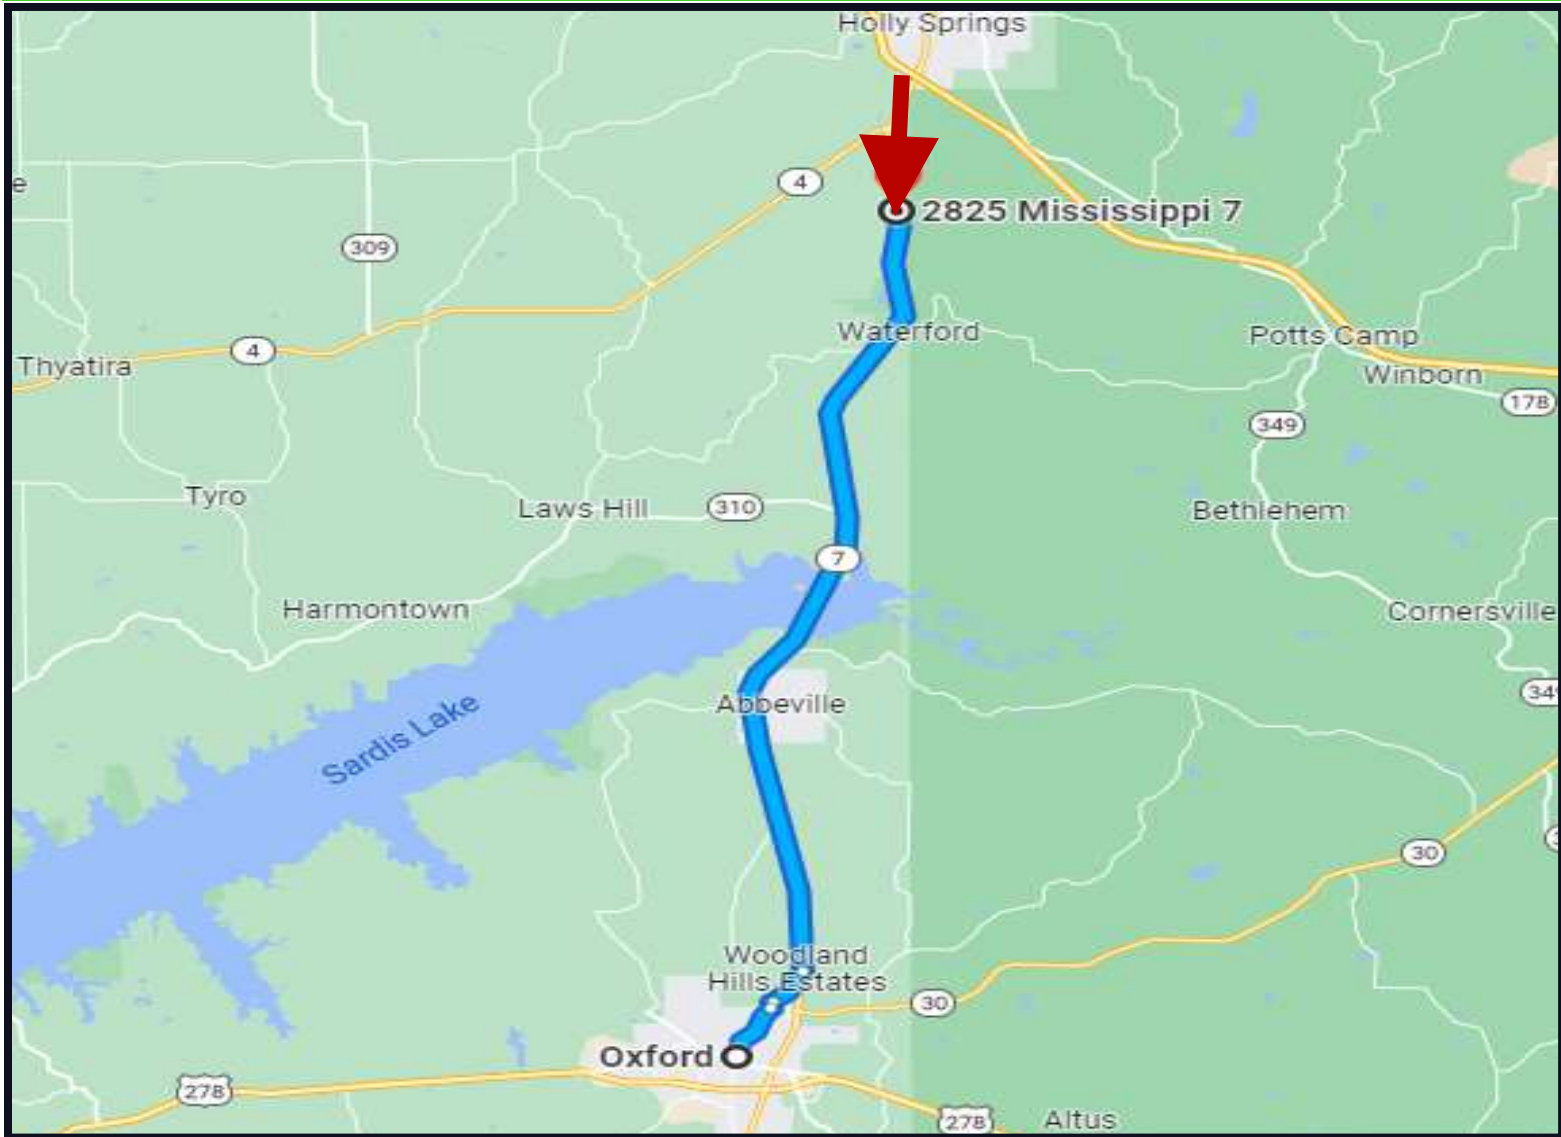 Holly Springs
e
4
2825 Mississippi 7
309
Waterford
Potts Camp
4
Thyatira
Winborn
178
349
Tyro
Laws Hill
310
Bethlehem
7
Harmontown
Cornersville
34
Abbeville
Sardis Lake
30
Woodland
Hills Estates
30
Oxford
278
278
Altus